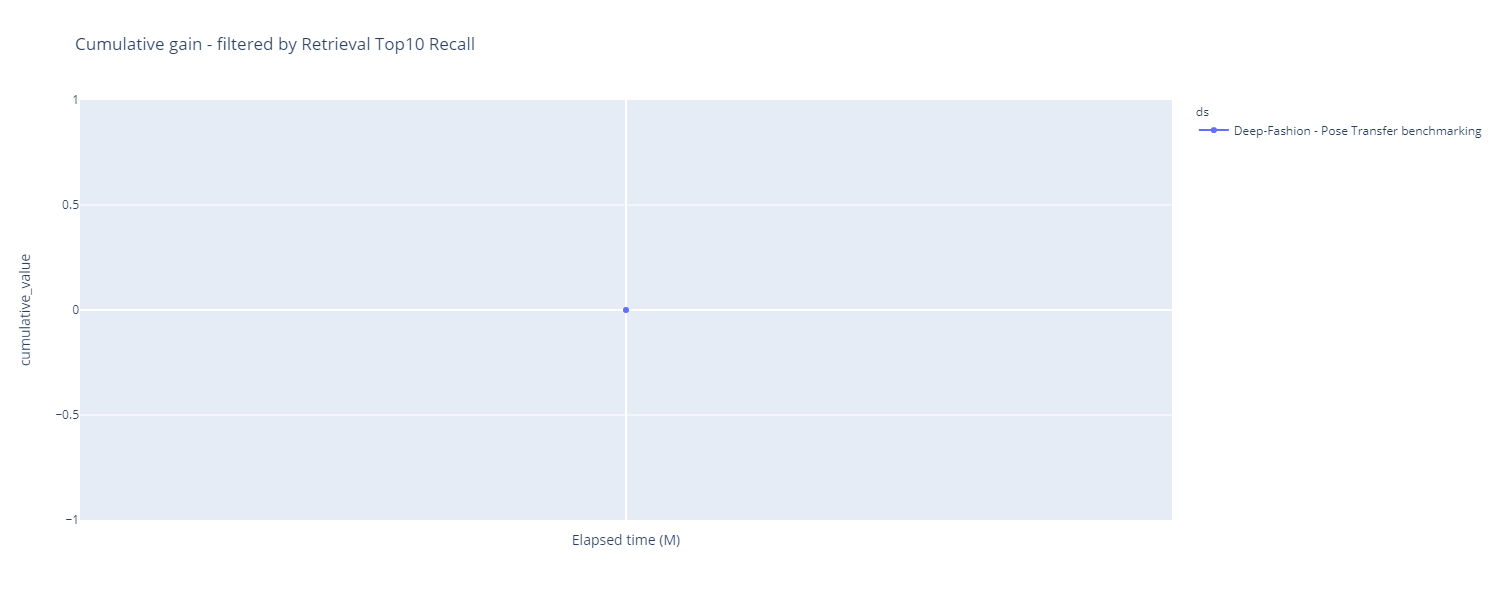 Cumulative gain - filtered by Retrieval Top10 Recall
1
0.5
0
−0.5
−1
cumulative_value
Elapsed time (M)
ds
Deep-Fashion - Pose Transfer benchmarking